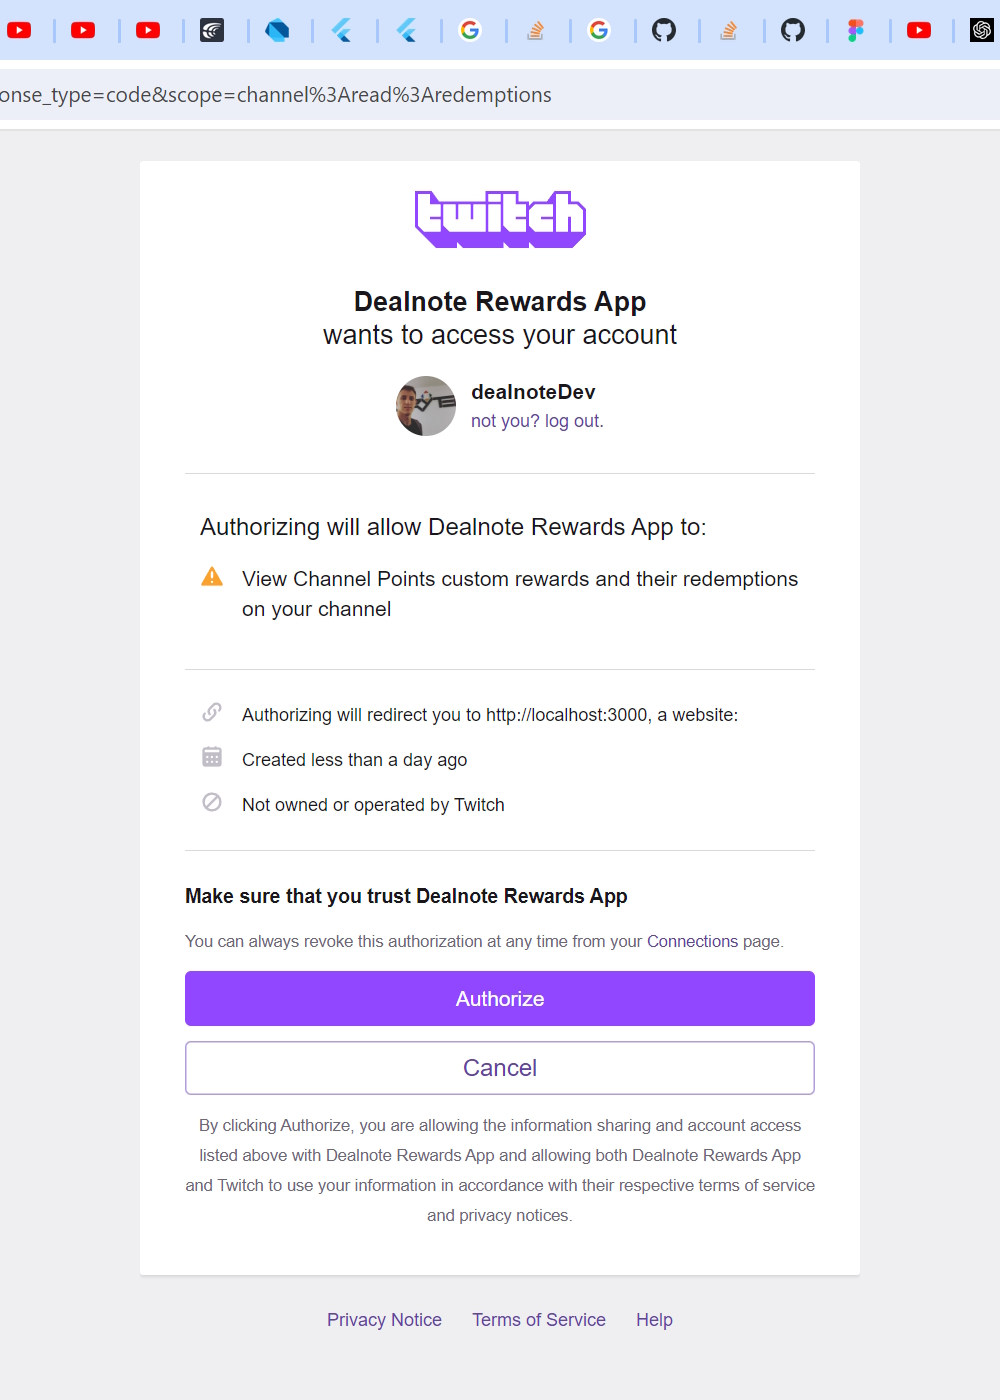 onse_type=code&scope=channel%3Aread%3Aredemptions
twitch
Dealnote Rewards App
wants to access your account
dealnoteDev
not you? log out.
Authorizing will allow Dealnote Rewards App to:
View Channel Points custom rewards and their redemptions
on your channel
Authorizing will redirect you to http://localhost:3000, a website:
Created less than a day ago
Not owned or operated by Twitch
Make sure that you trust Dealnote Rewards App
You can always revoke this authorization at any time from your Connections page.
Authorize
Cancel
By clicking Authorize, you are allowing the information sharing and account access
listed above with Dealnote Rewards App and allowing both Dealnote Rewards App
and Twitch to use your information in accordance with their respective terms of service
and privacy notices.
Privacy Notice Terms of Service Help